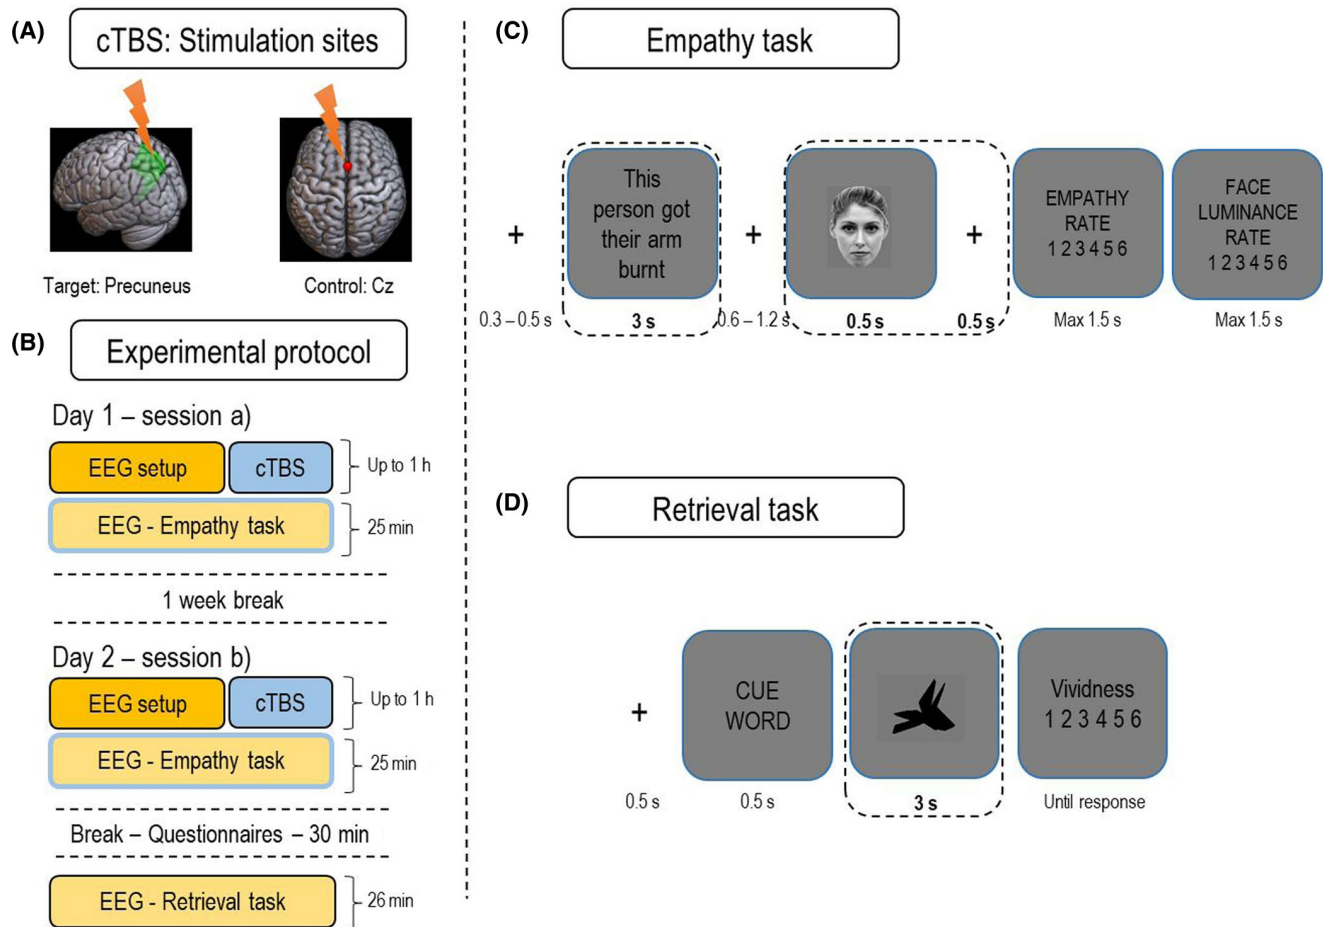 (A)
cTBS: Stimulation sites
Target: Precuneus
Control: Cz
(B)
Experimental protocol
Day 1 – session a)
EEG setup
cTBS
Up to 1 h
EEG - Empathy task
25 min
1 week break
Day 2 – session b)
EEG setup
cTBS
Up to 1 h
EEG - Empathy task
25 min
Break – Questionnaires – 30 min
EEG - Retrieval task
26 min
(C)
Empathy task
+
This
person got
their arm
burnt
+
+
EMPATHY
RATE
1 2 3 4 5 6
FACE
LUMINANCE
RATE
1 2 3 4 5 6
0.3 – 0.5 s
3 s
0.6 – 1.2 s
0.5 s
0.5 s
Max 1.5 s
Max 1.5 s
(D)
Retrieval task
+
CUE
WORD
Vividness
1 2 3 4 5 6
0.5 s
0.5 s
3 s
Until response